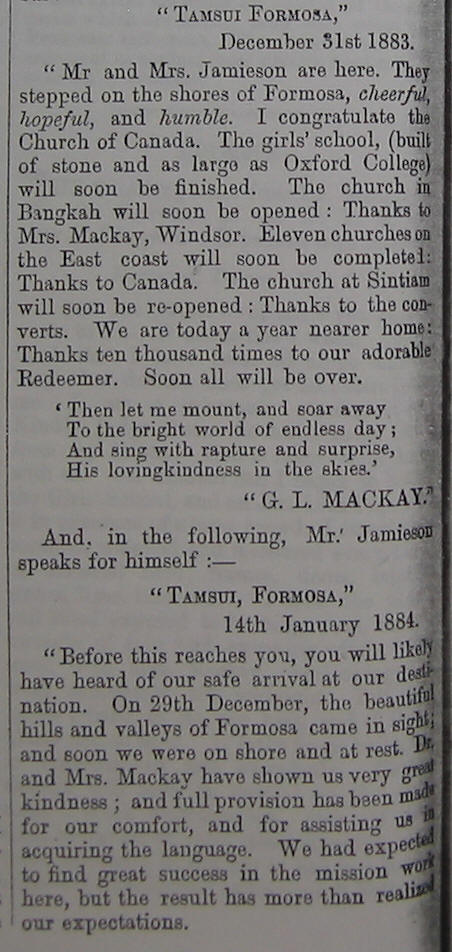 "TAMSUI FORMOSA,"
December 31st 1883.
"Mr and Mrs. Jamieson are here. They
stepped on the shores of Formosa, cheerful,
hopeful, and humble. I congratulate the
Church of Canada. The girls' school, (built
of stone and as large as Oxford College)
will soon be finished. The church in
Bangkah will soon be opened: Thanks to
Mrs. Mackay, Windsor. Eleven churches on
the East coast will soon be completed:
Thanks to Canada. The church at Sintiam
will soon be re-opened: Thanks to the con-
verts. We are today a year nearer home:
Thanks ten thousand times to our adorable
Redeemer. Soon all will be over.
'Then let me mount, and soar away
To the bright world of endless day;
And sing with rapture and surprise,
His lovingkindness in the skies.'
"G. L. MACKAY."
And, in the following, Mr. Jamieson
speaks for himself:—
"TAMSUI, FORMOSA,"
14th January 1884.
"Before this reaches you, you will likely
have heard of our safe arrival at our desti-
nation. On 29th December, the beautiful
hills and valleys of Formosa came in sight;
and soon we were on shore and at rest. Dr.
and Mrs. Mackay have shown us very great
kindness; and full provision has been made
for our comfort, and for assisting us in
acquiring the language. We had expected
to find great success in the mission work
here, but the result has more than realized
our expectations.